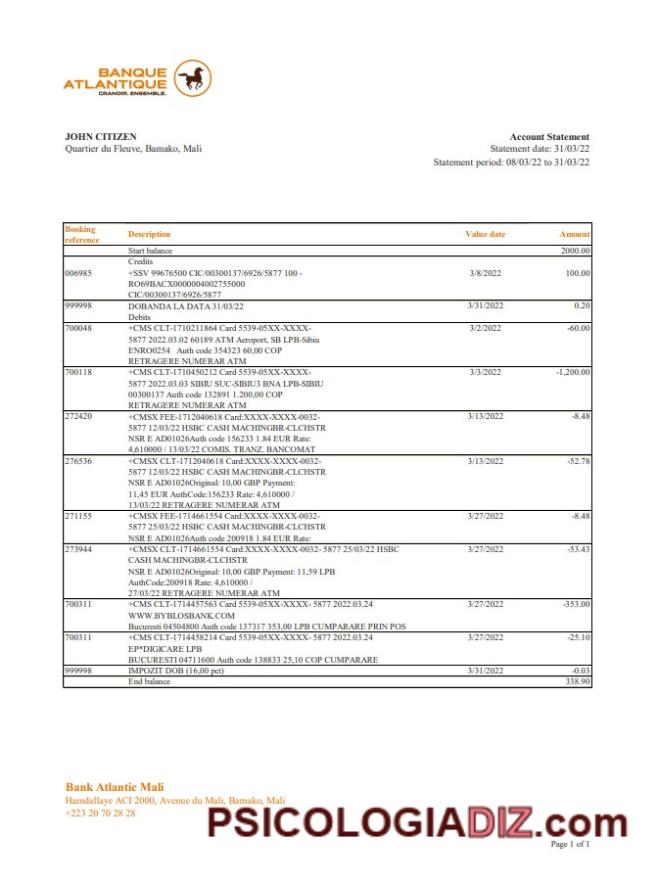 BANQUE
ATLANTIQUE
GRANDIR. ENSEMBLE.
JOHN CITIZEN
Quartier du Fleuve, Bamako, Mali
Account Statement
Statement date: 31/03/22
Statement period: 08/03/22 to 31/03/22
Booking reference Description Value date Amount
Start balance 2000.00
Credits
006985 +SSV 99676500 CIC/00300137/6926/5877 100 - 3/8/2022 100.00
RO69BACX0000004002755000
CIC/00300137/6926/5877
999998 DOBANDA LA DATA 31/03/22 3/31/2022 0.20
Debits
700048 +CMS CLT-1710211864 Card 5539-05XX-XXXX- 3/2/2022 -60.00
5877 2022.03.02 60189 ATM Aeroport, SB LPB-Sibiu
ENRO0254 Auth code 354323 60,00 COP
RETRAGERE NUMERAR ATM
700118 +CMS CLT-1710450212 Card 5539-05XX-XXXX- 3/3/2022 -1,200.00
5877 2022.03.03 SIBIU SUC-SIBIU3 BNA LPB-SIBIU
00300137 Auth code 132891 1.200,00 COP
RETRAGERE NUMERAR ATM
272420 +CMSX FEE-1712040618 Card:XXXX-XXXX-0032- 3/13/2022 -8.48
5877 12/03/22 HSBC CASH MACHINGBR-CLCHSTR
NSR E AD01026Auth code 156233 1.84 EUR Rate:
4,610000 / 13/03/22 COMIS. TRANZ. BANCOMAT
276536 +CMSX CLT-1712040618 Card:XXXX-XXXX-0032- 3/13/2022 -52.78
5877 12/03/22 HSBC CASH MACHINGBR-CLCHSTR
NSR E AD01026Original: 10,00 GBP Payment:
11,45 EUR AuthCode:156233 Rate: 4,610000 /
13/03/22 RETRAGERE NUMERAR ATM
271155 +CMSX FEE-1714661554 Card:XXXX-XXXX-0032- 3/27/2022 -8.48
5877 25/03/22 HSBC CASH MACHINGBR-CLCHSTR
NSR E AD01026Auth code 200918 1.84 EUR Rate:
273944 +CMSX CLT-1714661554 Card:XXXX-XXXX-0032- 5877 25/03/22 HSBC 3/27/2022 -53.43
CASH MACHINGBR-CLCHSTR
NSR E AD01026Original: 10,00 GBP Payment: 11,59 LPB
AuthCode:200918 Rate: 4,610000 /
27/03/22 RETRAGERE NUMERAR ATM
700311 +CMS CLT-1714457563 Card 5539-05XX-XXXX- 5877 2022.03.24 3/27/2022 -353.00
WWW.BYBLOSBANK.COM
Bucuresti 04504800 Auth code 137317 353,00 LPB CUMPARARE PRIN POS
700311 +CMS CLT-1714458214 Card 5539-05XX-XXXX- 5877 2022.03.24 3/27/2022 -25.10
EP*DIGICARE LPB
BUCURESTI 04711600 Auth code 138833 25,10 COP CUMPARARE
999998 IMPOZIT DOB (16,00 pct) 3/31/2022 -0.03
End balance 338.90
Bank Atlantic Mali
Hamdallaye ACI 2000, Avenue du Mali, Bamako, Mali
+223 20 70 28 28
PSICOLOGIADIZ.com
Page 1 of 1